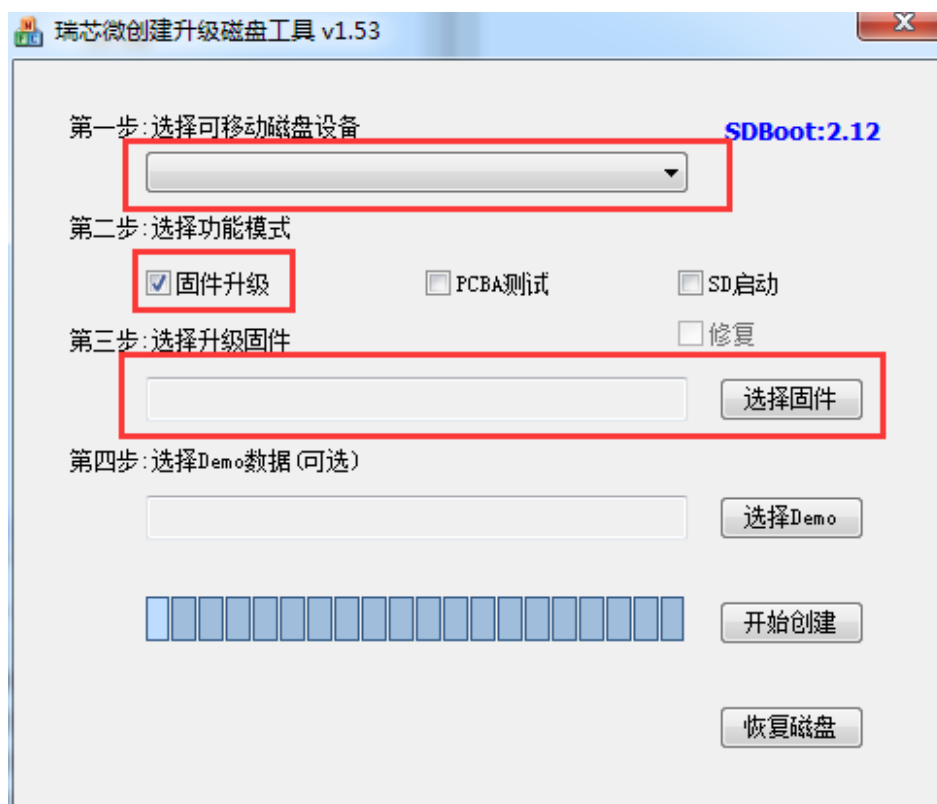 瑞芯微创建升级磁盘工具 v1.53
第一步:选择可移动磁盘设备
SDBoot:2.12
第二步:选择功能模式
固件升级 PCBA测试 SD启动
修复
第三步:选择升级固件
选择固件
第四步:选择Demo数据(可选)
选择Demo
开始创建
恢复磁盘